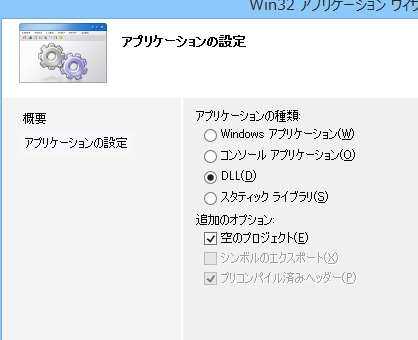 Win32 アプリケーション ウィザ
アプリケーションの設定
概要
アプリケーションの設定
アプリケーションの種類:
Windows アプリケーション(W)
コンソール アプリケーション(O)
DLL(D)
スタティック ライブラリ(S)
追加のオプション:
空のプロジェクト(E)
シンボルのエクスポート(X)
プリコンパイル済みヘッダー(P)